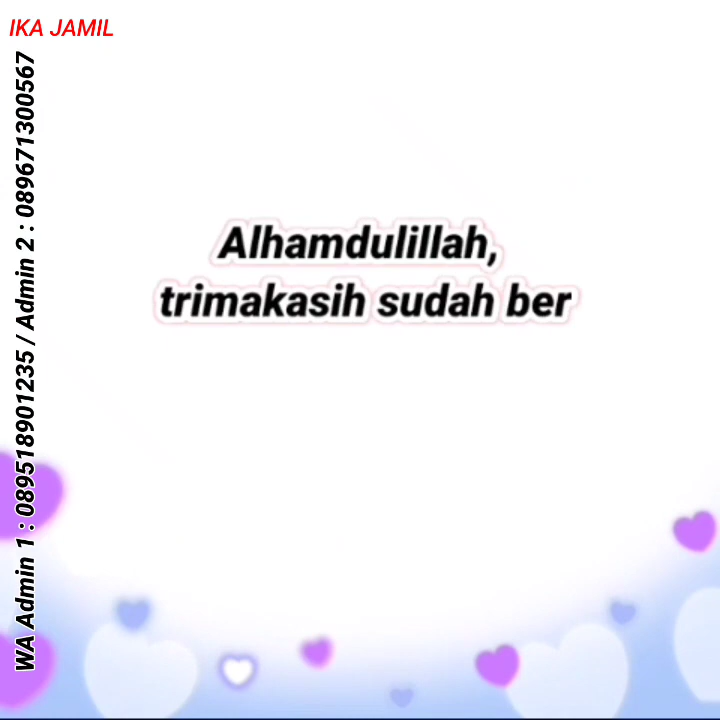 IKA JAMIL
WA Admin 1 : 089518901235 / Admin 2 : 089671300567
Alhamdulillah,
trimakasih sudah ber